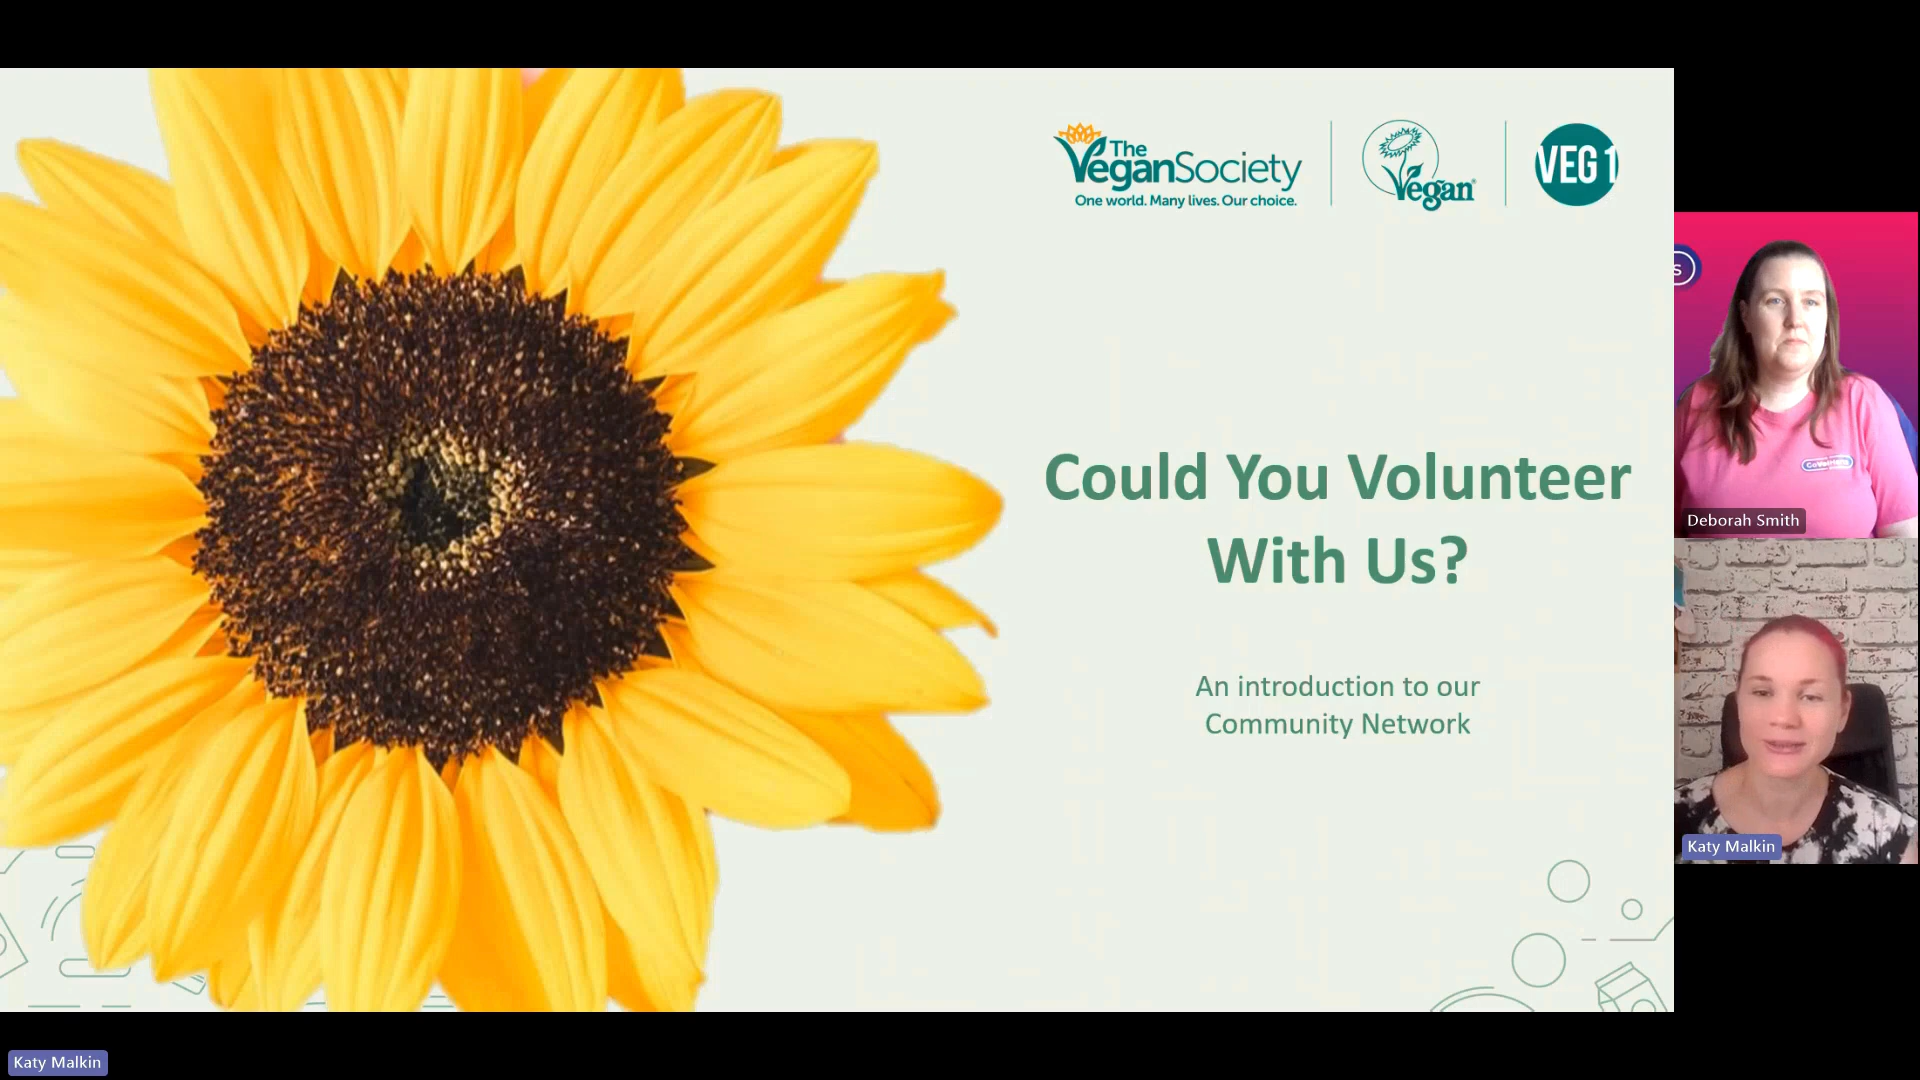 The
VeganSociety
One world. Many lives. Our choice.
Vegan
VEG 1
Could You Volunteer
With Us?
An introduction to our
Community Network
s
Deborah Smith
Katy Malkin
Katy Malkin